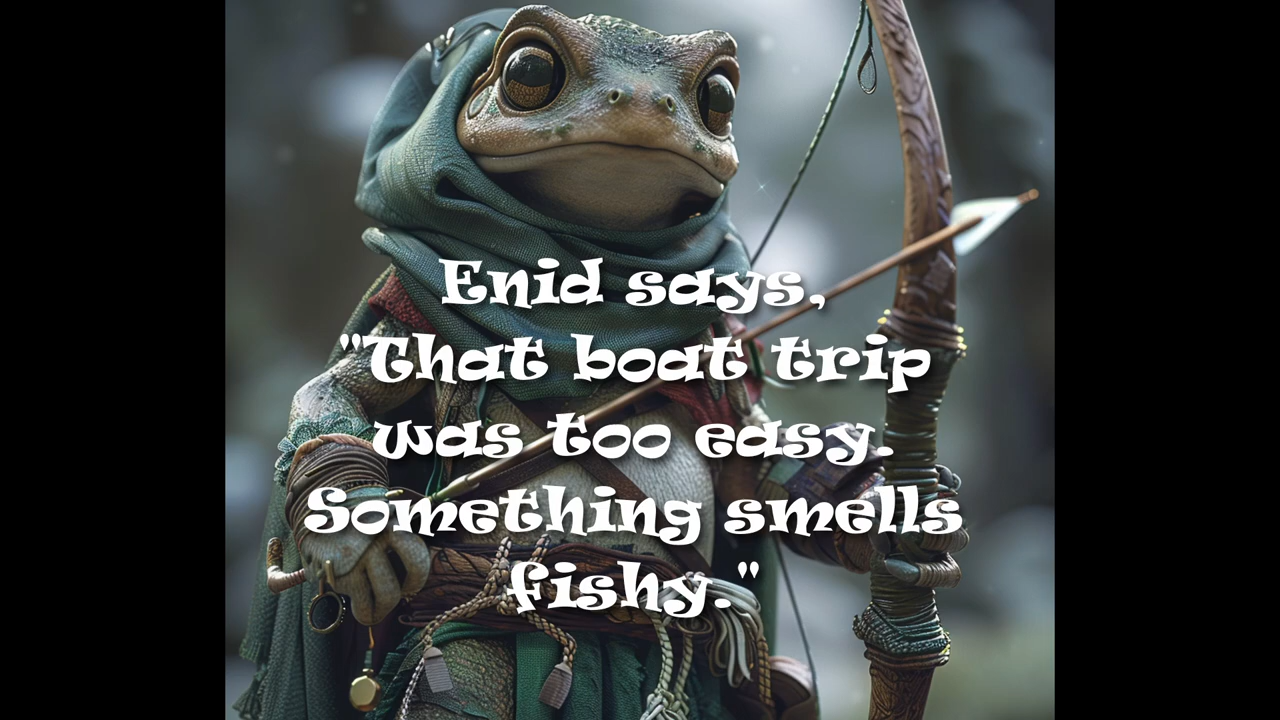 Enid says,
"That boat trip
was too easy.
Something smells
fishy."